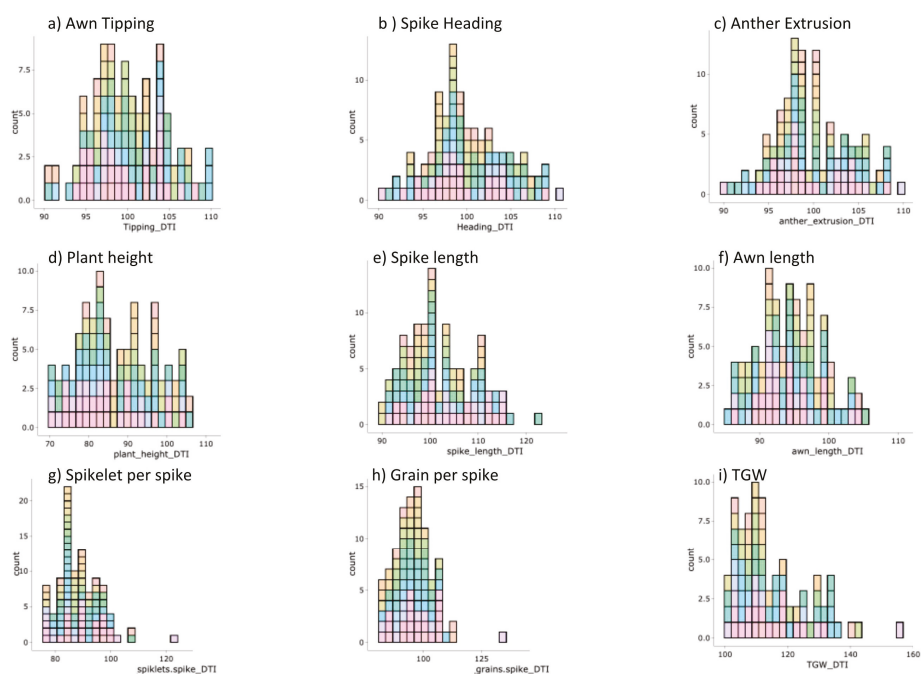 a) Awn Tipping
b ) Spike Heading
c) Anther Extrusion
7.5
5.0
2.5
0.0
count
90 95 100 105 110
Tipping_DTI
10
5
0
count
90 95 100 105 110
Heading_DTI
10
5
0
count
90 95 100 105 110
anther_extrusion_DTI
d) Plant height
e) Spike length
f) Awn length
10.0
7.5
5.0
2.5
0.0
count
70 80 90 100 110
plant_height_DTI
10
5
0
count
90 100 110 120
spike_length_DTI
10.0
7.5
5.0
2.5
0.0
count
90 100 110
awn_length_DTI
g) Spikelet per spike
h) Grain per spike
i) TGW
20
15
10
5
0
count
80 100 120
spiklets.spike_DTI
15
10
5
0
count
100 125
grains.spike_DTI
10.0
7.5
5.0
2.5
0.0
count
100 120 140 160
TGW_DTI